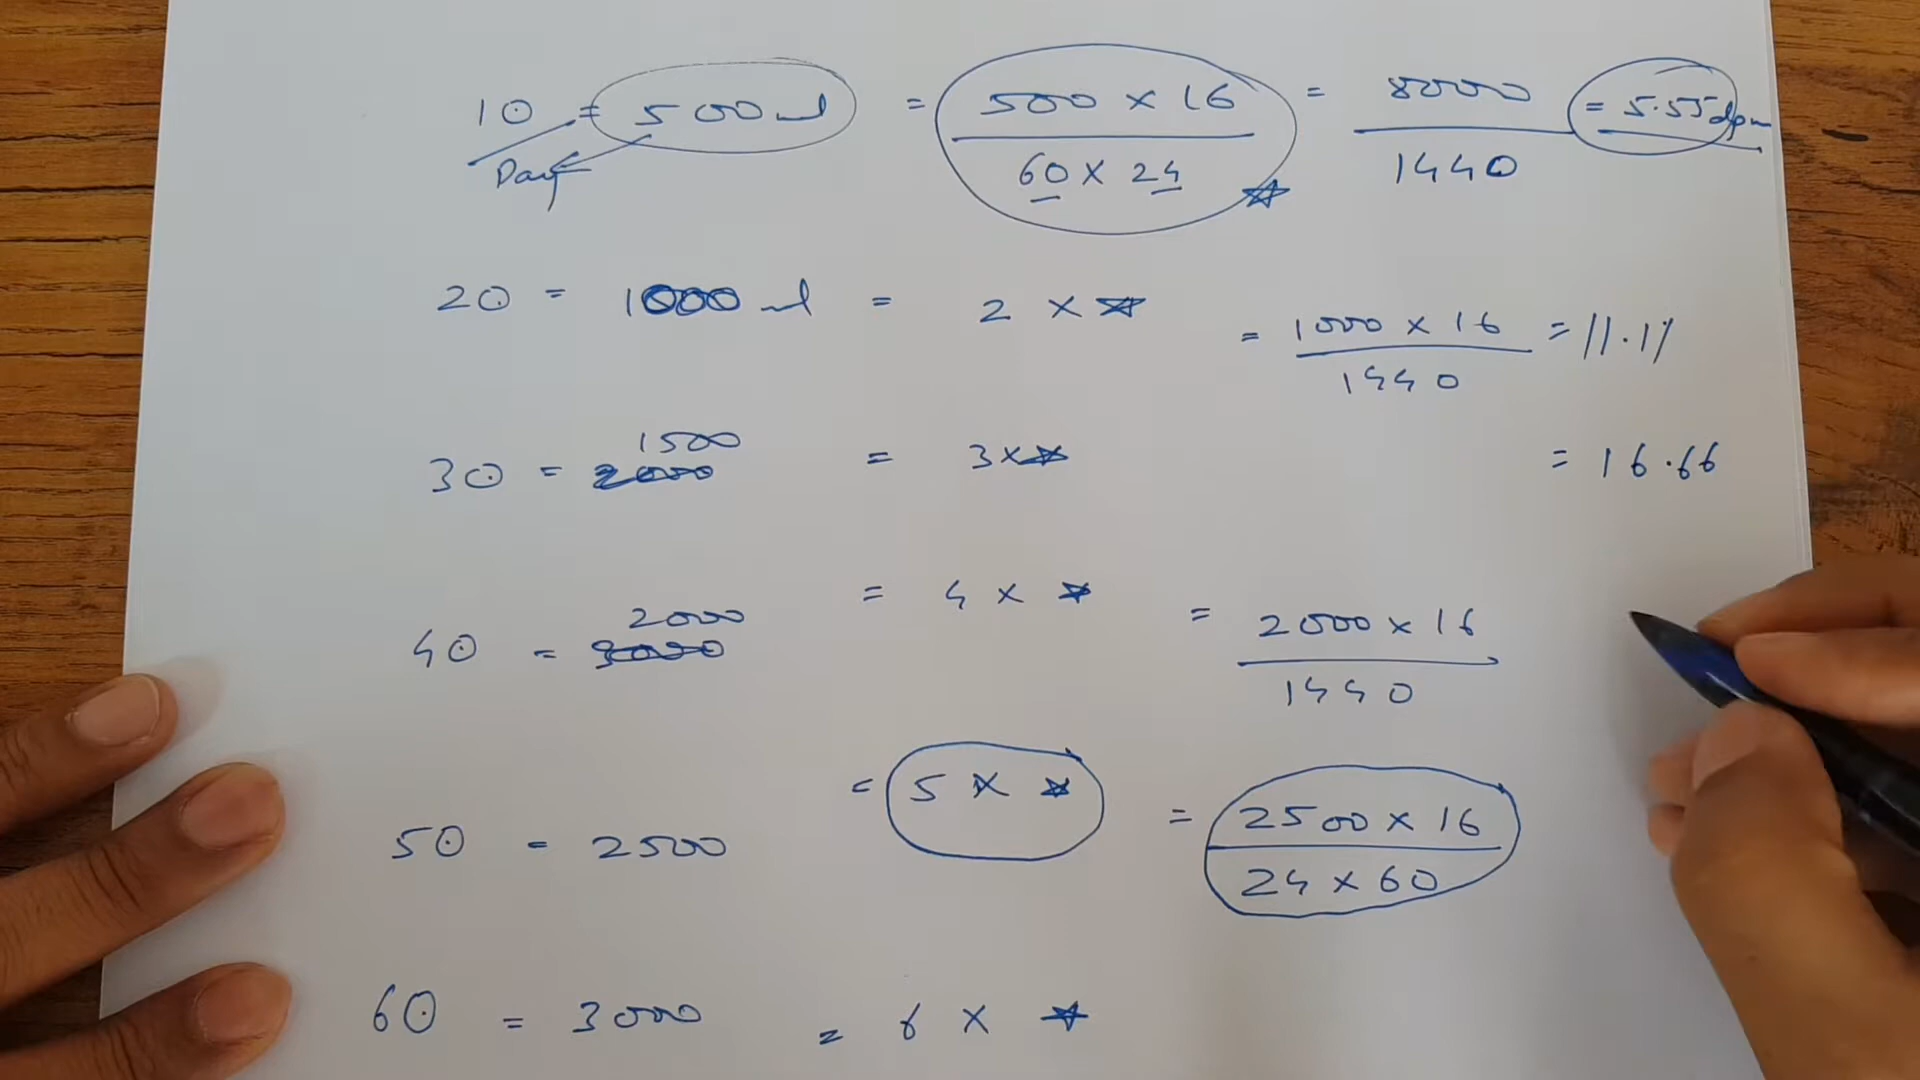 10 = 500 ml = 500 x 16 = 8000 = 5.55 dpm
Day 60 x 24 1440
20 = 1000 ml = 2 x ☆ = 1000 x 16 = 11.11
1440
30 = 1500 = 3 x ☆ = 16.66
2000
40 = 2000 = 4 x ☆ = 2000 x 16
3000 1440
50 = 2500 = 5 x ☆ = 2500 x 16
24 x 60
60 = 3000 = 6 x ☆